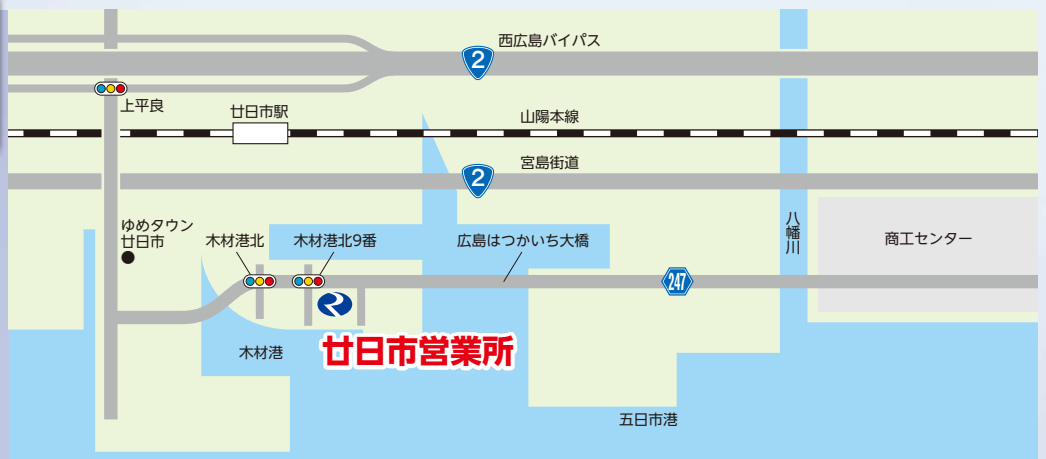 西広島バイパス
2
上平良
廿日市駅
山陽本線
宮島街道
2
ゆめタウン
廿日市
木材港北
木材港北9番
広島はつかいち大橋
八幡川
商工センター
247
廿日市営業所
木材港
五日市港